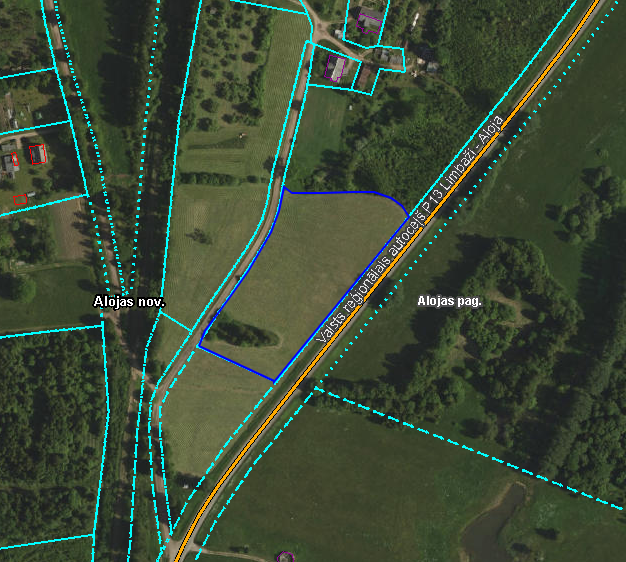 Valsts reģionālais autoceļš P13 Limbaži - Aloja
Alojas nov.
Alojas pag.